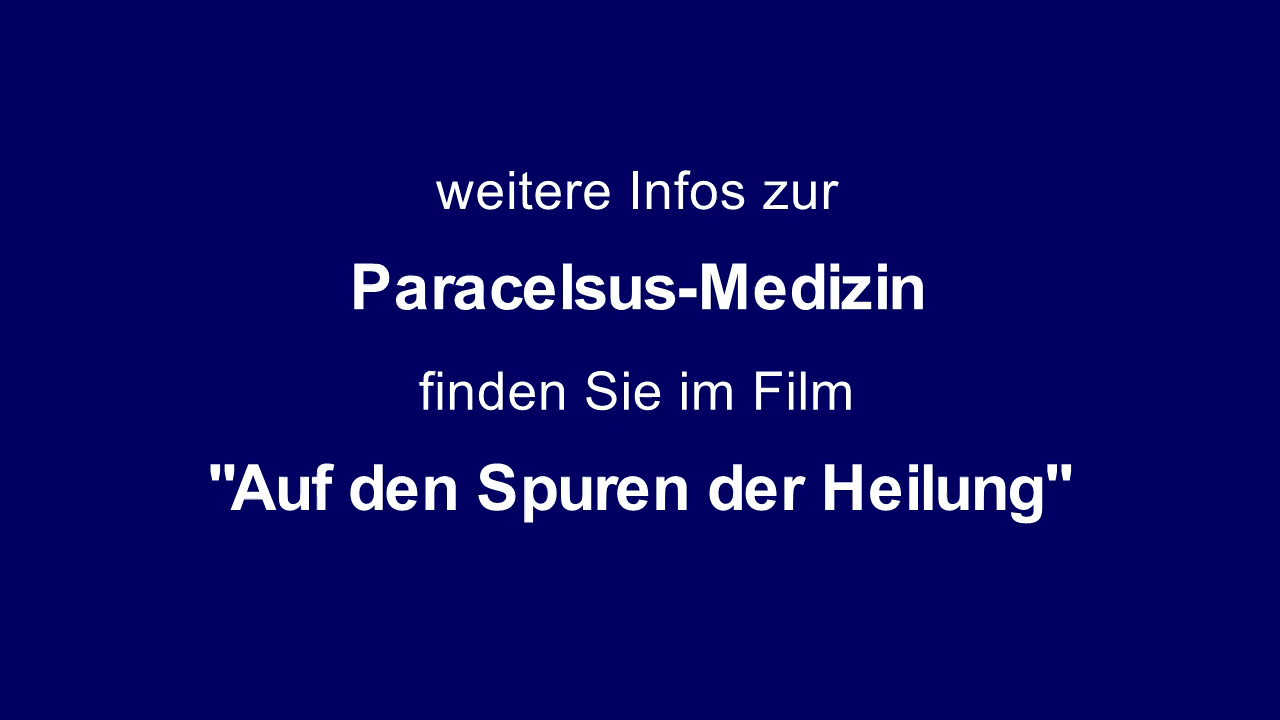 weitere Infos zur
Paracelsus-Medizin
finden Sie im Film
"Auf den Spuren der Heilung"